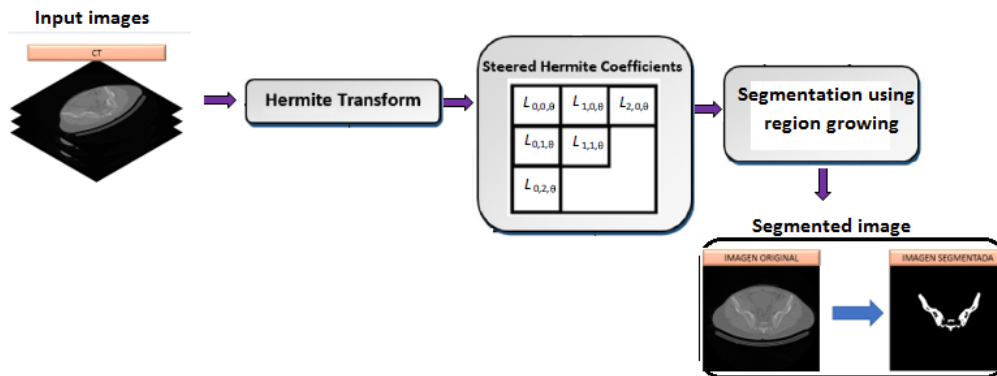 Input images
CT
Hermite Transform
Steered Hermite Coefficients
L0,0,θ L1,0,θ L2,0,θ
L0,1,θ L1,1,θ
L0,2,θ
Segmentation using
region growing
Segmented image
IMAGEN ORIGINAL
IMAGEN SEGMENTADA